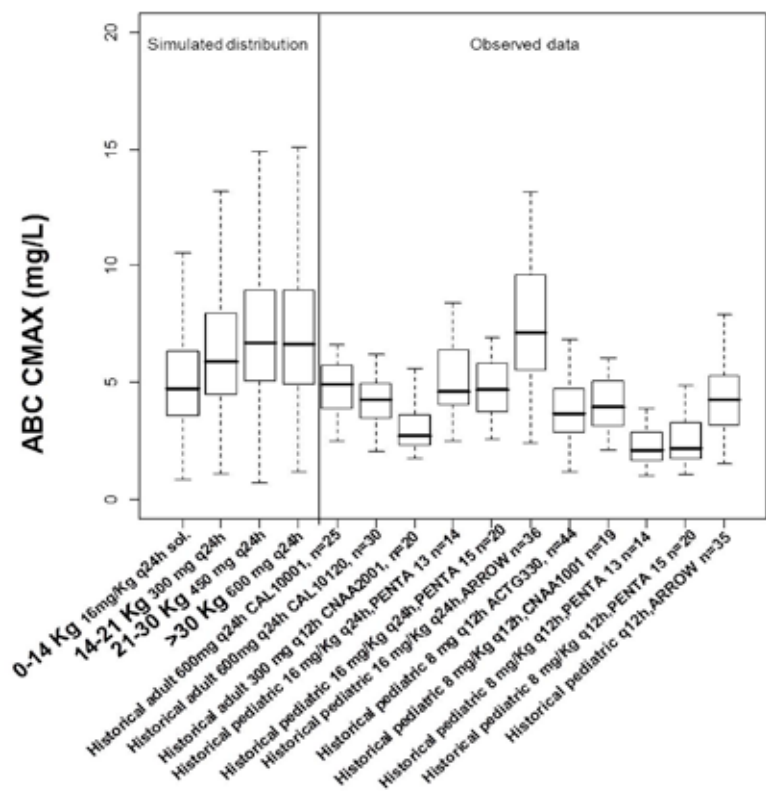 Simulated distribution
Observed data
ABC CMAX (mg/L)
20
15
10
5
0
0-14 Kg 16mg/Kg q24h sol.
14-21 Kg 300 mg q24h
21-30 Kg 450 mg q24h
>30 Kg 600 mg q24h
Historical adult 600mg q24h CAL10001, n=25
Historical adult 600mg q24h CAL10120, n=30
Historical adult 300 mg q12h CNAA2001, n=20
Historical pediatric 16 mg/Kg q24h,PENTA 13 n=14
Historical pediatric 16 mg/Kg q24h,PENTA 15 n=20
Historical pediatric 16 mg/Kg q24h,ARROW n=36
Historical pediatric 8 mg q12h ACTG330, n=44
Historical pediatric 8 mg/Kg q12h,CNAA1001 n=19
Historical pediatric 8 mg/Kg q12h,PENTA 13 n=14
Historical pediatric 8 mg/Kg q12h,PENTA 15 n=20
Historical pediatric q12h,ARROW n=35